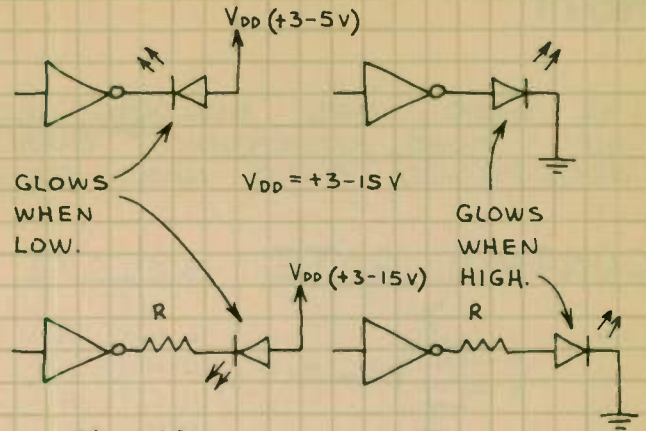 VDD (+3-5V)
GLOWS
WHEN
LOW.
VDD = +3-15V
GLOWS
WHEN
HIGH.
VDD (+3-15V)
R
R